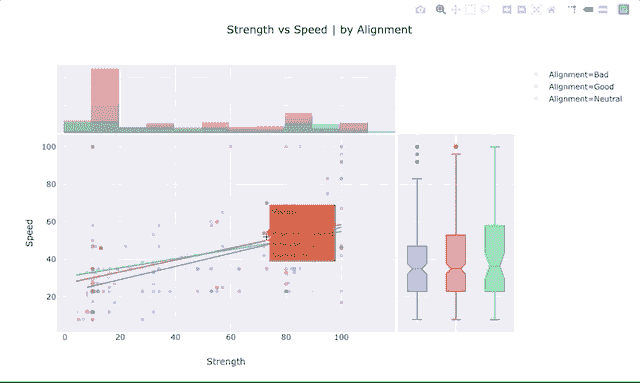 Strength vs Speed | by Alignment
Alignment=Bad
Alignment=Good
Alignment=Neutral
100
80
60
40
20
Speed
0
20
40
60
80
100
Strength